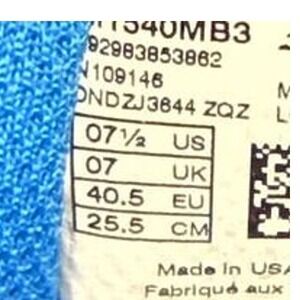 1540MB3
92983853862
109146
DNDZJ3644 ZQZ
07½ US
07 UK
40.5 EU
25.5 CM
Made in USA
Fabriqué aux